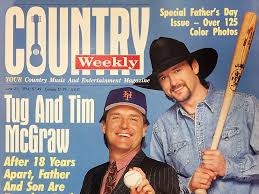 COUNTRY
Weekly
Special Father's Day
Issue -- Over 125
Color Photos
YOUR Country Music And Entertainment Magazine
Tug And Tim
McGraw
After 18 Years
Apart, Father
And Son Are